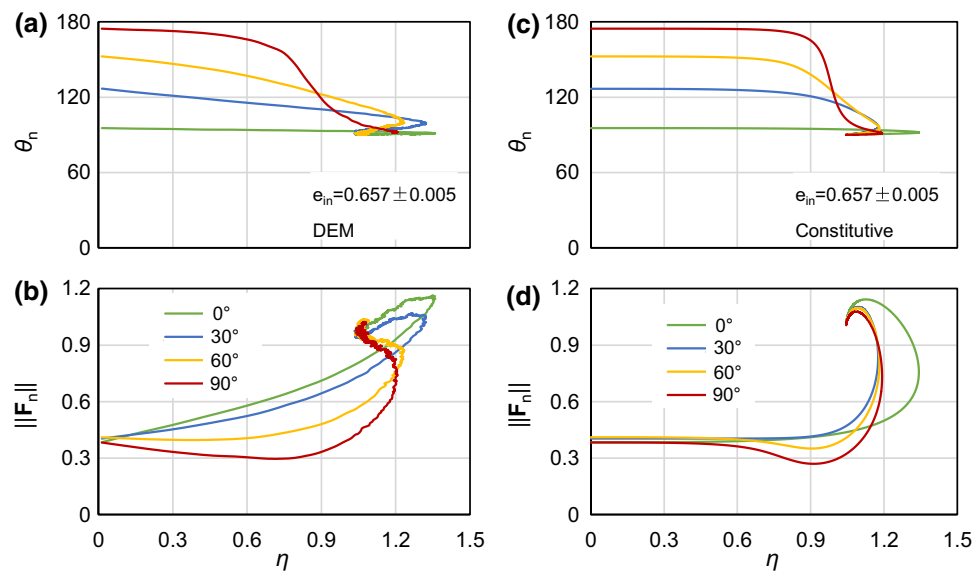 (a)
180
120
60
0
θn
ein=0.657±0.005
DEM
(c)
180
120
60
0
θn
ein=0.657±0.005
Constitutive
(b)
1.2
0.9
0.6
0.3
0
||Fn||
0°
30°
60°
90°
0 0.3 0.6 0.9 1.2 1.5
η
(d)
1.2
0.9
0.6
0.3
0
||Fn||
0°
30°
60°
90°
0 0.3 0.6 0.9 1.2 1.5
η